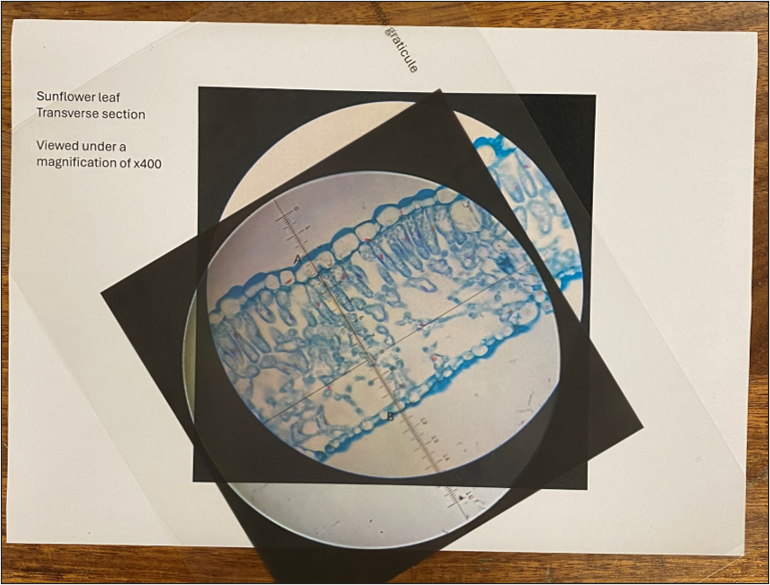 graticule
Sunflower leaf
Transverse section
Viewed under a
magnification of x400
A
B